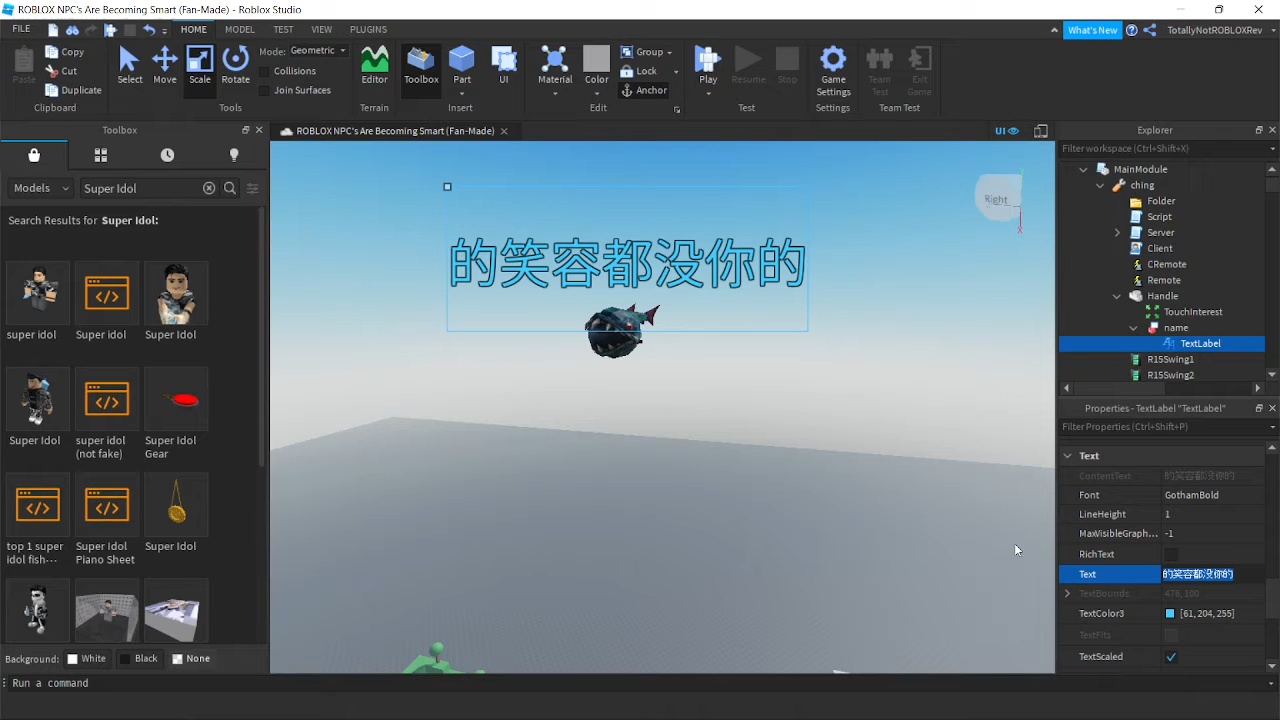 ROBLOX NPC's Are Becoming Smart (Fan-Made) - Roblox Studio
FILE
HOME
MODEL
TEST
VIEW
PLUGINS
What's New
TotallyNotROBLOXRev
Paste
Copy
Cut
Duplicate
Clipboard
Select
Move
Scale
Rotate
Mode: Geometric
Collisions
Join Surfaces
Tools
Editor
Terrain
Toolbox
Part
UI
Insert
Material
Color
Group
Lock
Anchor
Edit
Play
Resume
Stop
Test
Game Settings
Settings
Team Test
Exit Game
Team Test
Toolbox
Models
Super Idol
Search Results for Super Idol:
super idol
Super idol
Super Idol
Super Idol
super idol (not fake)
Super Idol Gear
top 1 super idol fish...
Super Idol Piano Sheet
Super Idol
Background:
White
Black
None
ROBLOX NPC's Are Becoming Smart (Fan-Made)
UI
的笑容都没你的
Right
X
Explorer
Filter workspace (Ctrl+Shift+X)
MainModule
ching
Folder
Script
Server
Client
CRemote
Remote
Handle
TouchInterest
name
TextLabel
R15Swing1
R15Swing2
Properties - TextLabel "TextLabel"
Filter Properties (Ctrl+Shift+P)
Text
ContentText 的笑容都没你的
Font GothamBold
LineHeight 1
MaxVisibleGraph... -1
RichText
Text 的笑容都没你的
TextBounds 476, 100
TextColor3 [61, 204, 255]
TextFits
TextScaled
Run a command